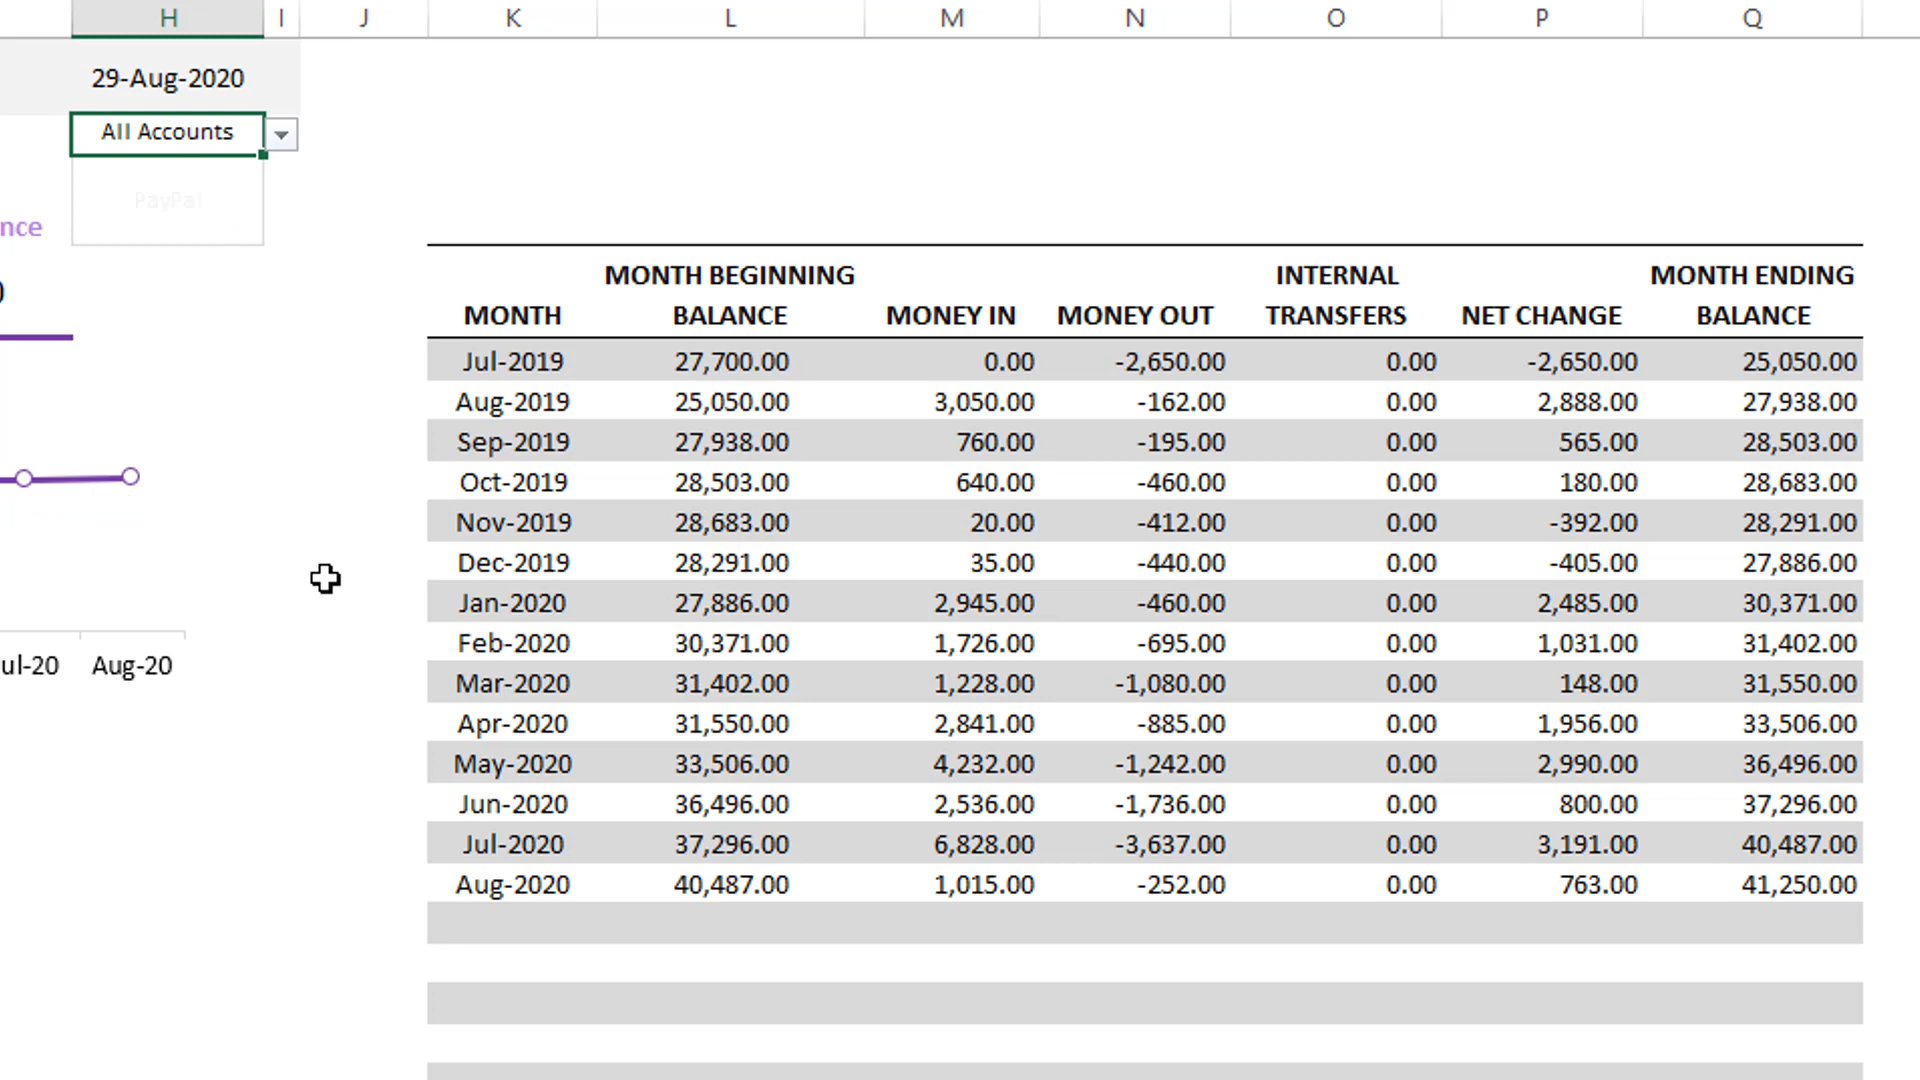 H I J K L M N O P Q
29-Aug-2020
All Accounts
PayPal
nce
MONTH BEGINNING INTERNAL MONTH ENDING
MONTH BALANCE MONEY IN MONEY OUT TRANSFERS NET CHANGE BALANCE
Jul-2019 27,700.00 0.00 -2,650.00 0.00 -2,650.00 25,050.00
Aug-2019 25,050.00 3,050.00 -162.00 0.00 2,888.00 27,938.00
Sep-2019 27,938.00 760.00 -195.00 0.00 565.00 28,503.00
Oct-2019 28,503.00 640.00 -460.00 0.00 180.00 28,683.00
Nov-2019 28,683.00 20.00 -412.00 0.00 -392.00 28,291.00
Dec-2019 28,291.00 35.00 -440.00 0.00 -405.00 27,886.00
Jan-2020 27,886.00 2,945.00 -460.00 0.00 2,485.00 30,371.00
Feb-2020 30,371.00 1,726.00 -695.00 0.00 1,031.00 31,402.00
ul-20 Aug-20
Mar-2020 31,402.00 1,228.00 -1,080.00 0.00 148.00 31,550.00
Apr-2020 31,550.00 2,841.00 -885.00 0.00 1,956.00 33,506.00
May-2020 33,506.00 4,232.00 -1,242.00 0.00 2,990.00 36,496.00
Jun-2020 36,496.00 2,536.00 -1,736.00 0.00 800.00 37,296.00
Jul-2020 37,296.00 6,828.00 -3,637.00 0.00 3,191.00 40,487.00
Aug-2020 40,487.00 1,015.00 -252.00 0.00 763.00 41,250.00